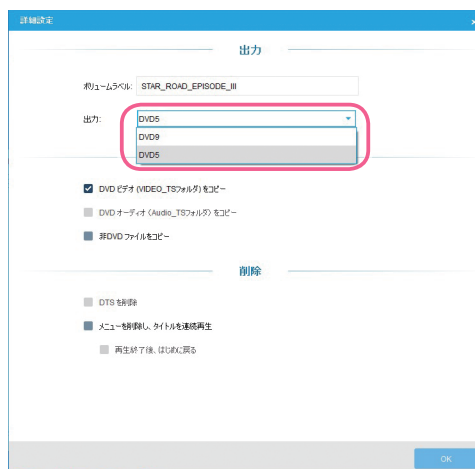 詳細設定
出力
ボリュームラベル: STAR_ROAD_EPISODE_III
出力: DVD5
DVD9
DVD5
DVD ビデオ (VIDEO_TSフォルダ) をコピー
DVD オーディオ (Audio_TSフォルダ) をコピー
非DVD ファイルをコピー
削除
DTS を削除
メニューを削除し、タイトルを連続再生
再生終了後、はじめに戻る
OK